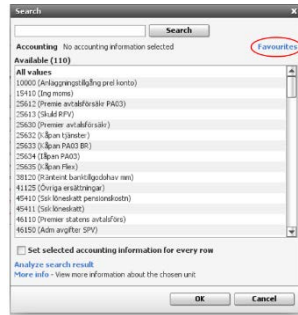 Search
Search
Accounting No accounting information selected Favourites
Available (110)
All values
10000 (Anläggningstillgång prel konto)
15410 (Ing moms)
25612 (Premie avtalsförsäkr PA03)
25613 (Skuld RFV)
25630 (Premier avtalsförsäkr)
25632 (Kåpan tjänster)
25633 (Kåpan PA03 BR)
25634 (Kåpan PA03)
25635 (Kåpan Flex)
38120 (Ränteint banktillgodohav mm)
41125 (Övriga ersättningar)
45410 (Ssk löneskatt pensionskostn)
45411 (Ssk löneskatt)
46110 (Premier statens avtalsförs)
46150 (Adm avgifter SPV)
Set selected accounting information for every row
Analyze search result
More info - View more information about the chosen unit
OK Cancel